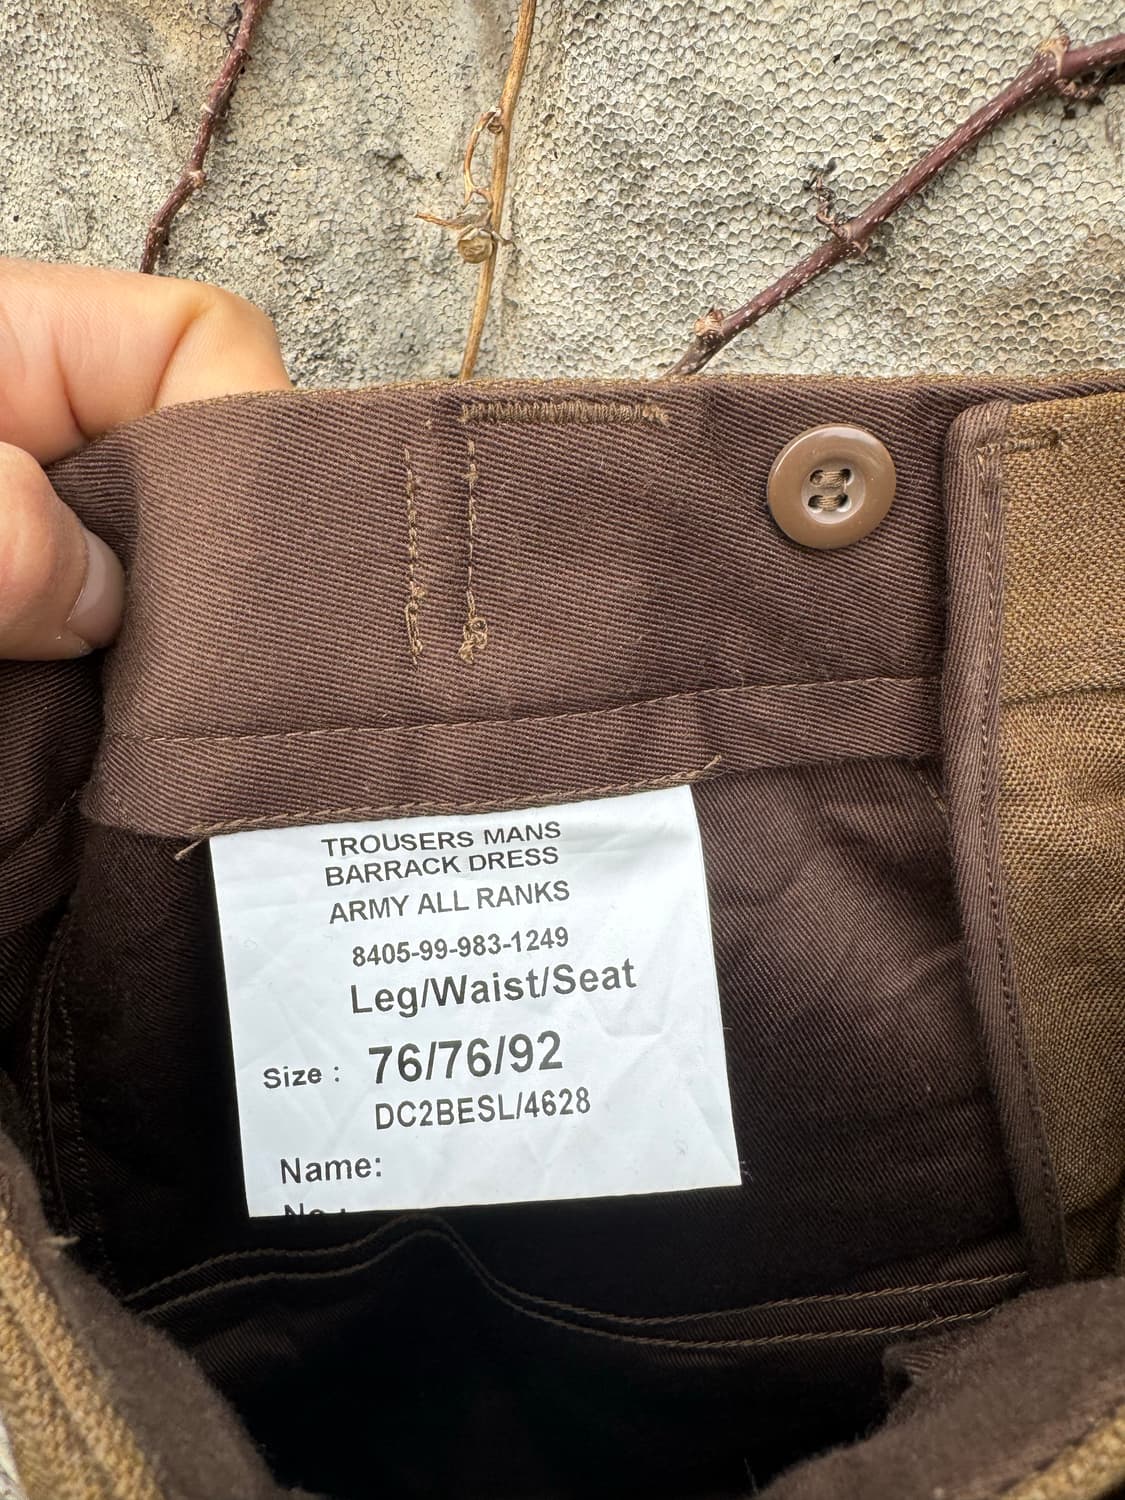 TROUSERS MANS
BARRACK DRESS
ARMY ALL RANKS
8405-99-983-1249
Leg/Waist/Seat
Size : 76/76/92
DC2BESL/4628
Name:
No :